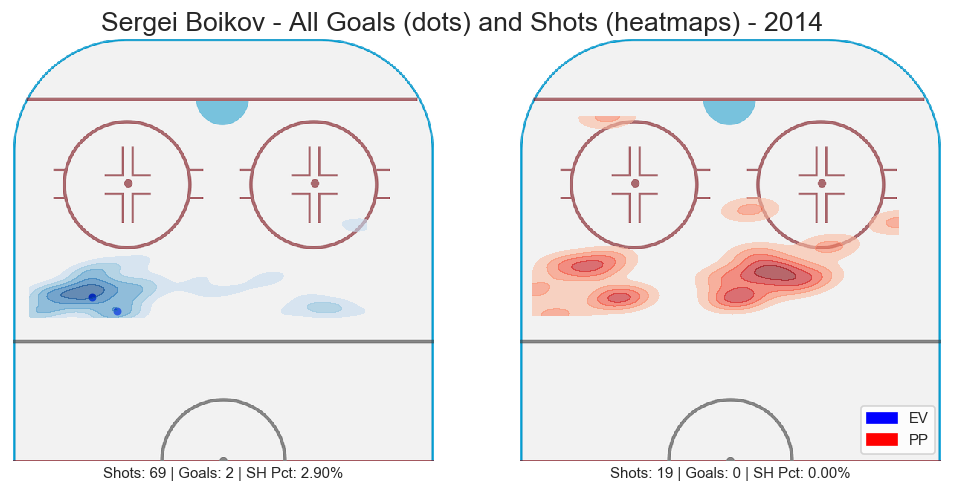 Sergei Boikov - All Goals (dots) and Shots (heatmaps) - 2014
EV
PP
Shots: 69 | Goals: 2 | SH Pct: 2.90%
Shots: 19 | Goals: 0 | SH Pct: 0.00%